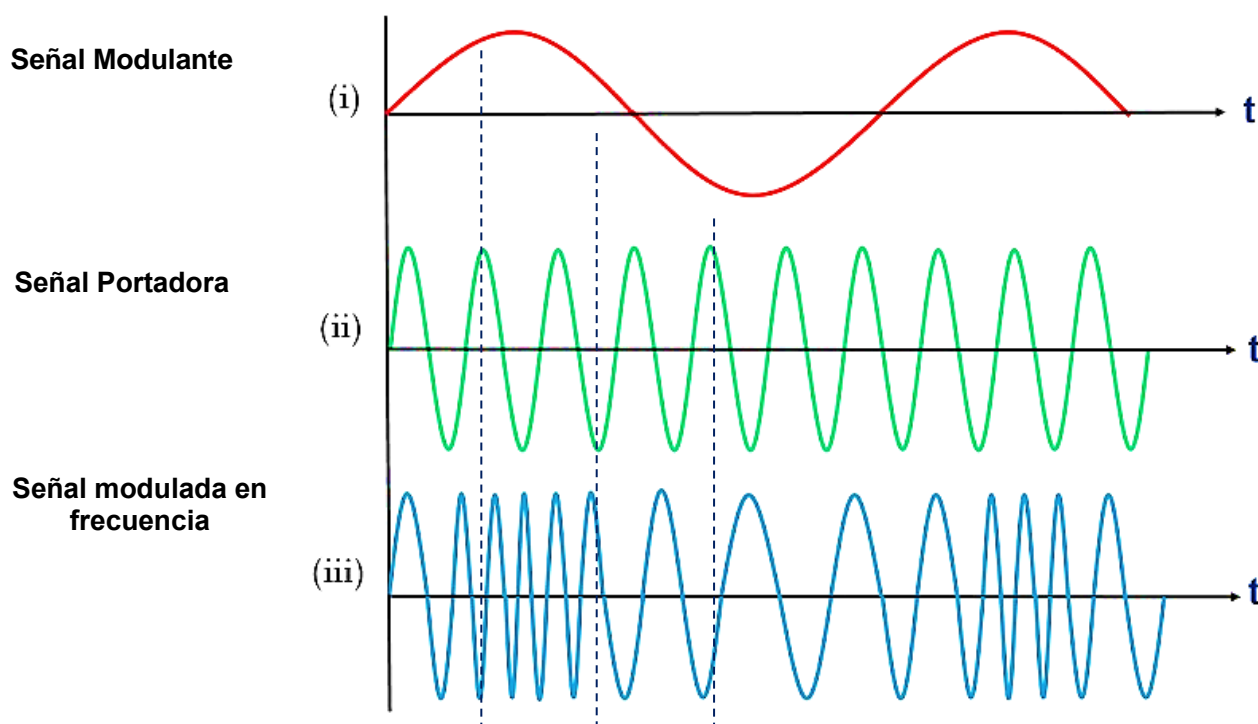 Señal Modulante
(i)
t
Señal Portadora
(ii)
t
Señal modulada en
frecuencia
(iii)
t